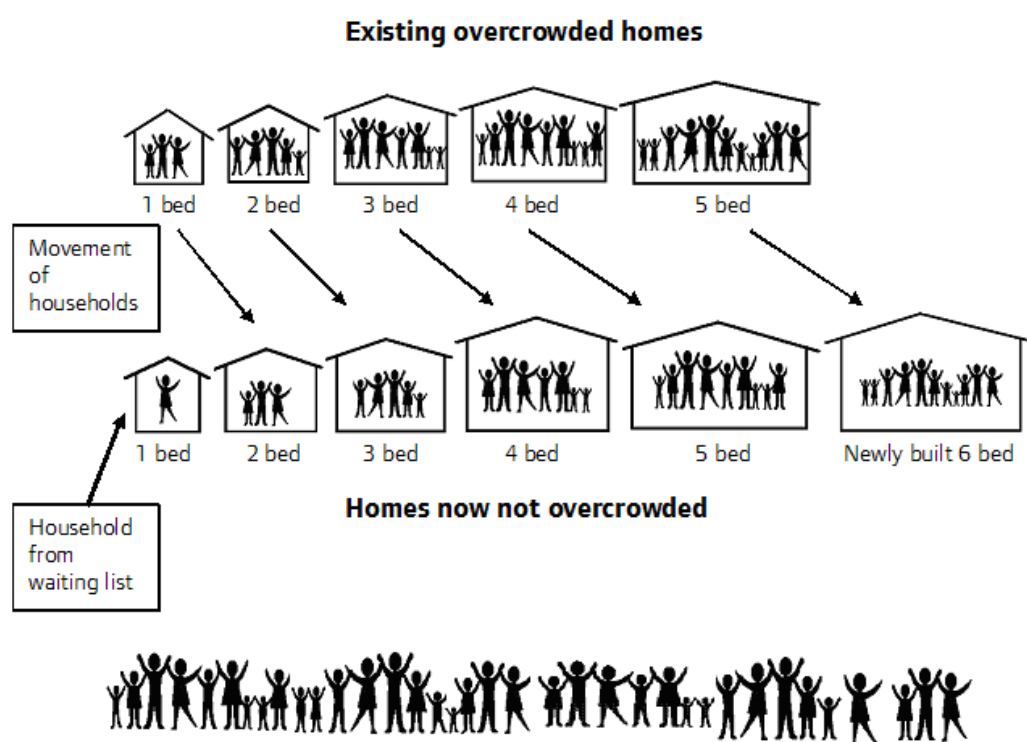 Existing overcrowded homes
1 bed
2 bed
3 bed
4 bed
5 bed
Movement
of
households
1 bed
2 bed
3 bed
4 bed
5 bed
Newly built 6 bed
Homes now not overcrowded
Household
from
waiting list